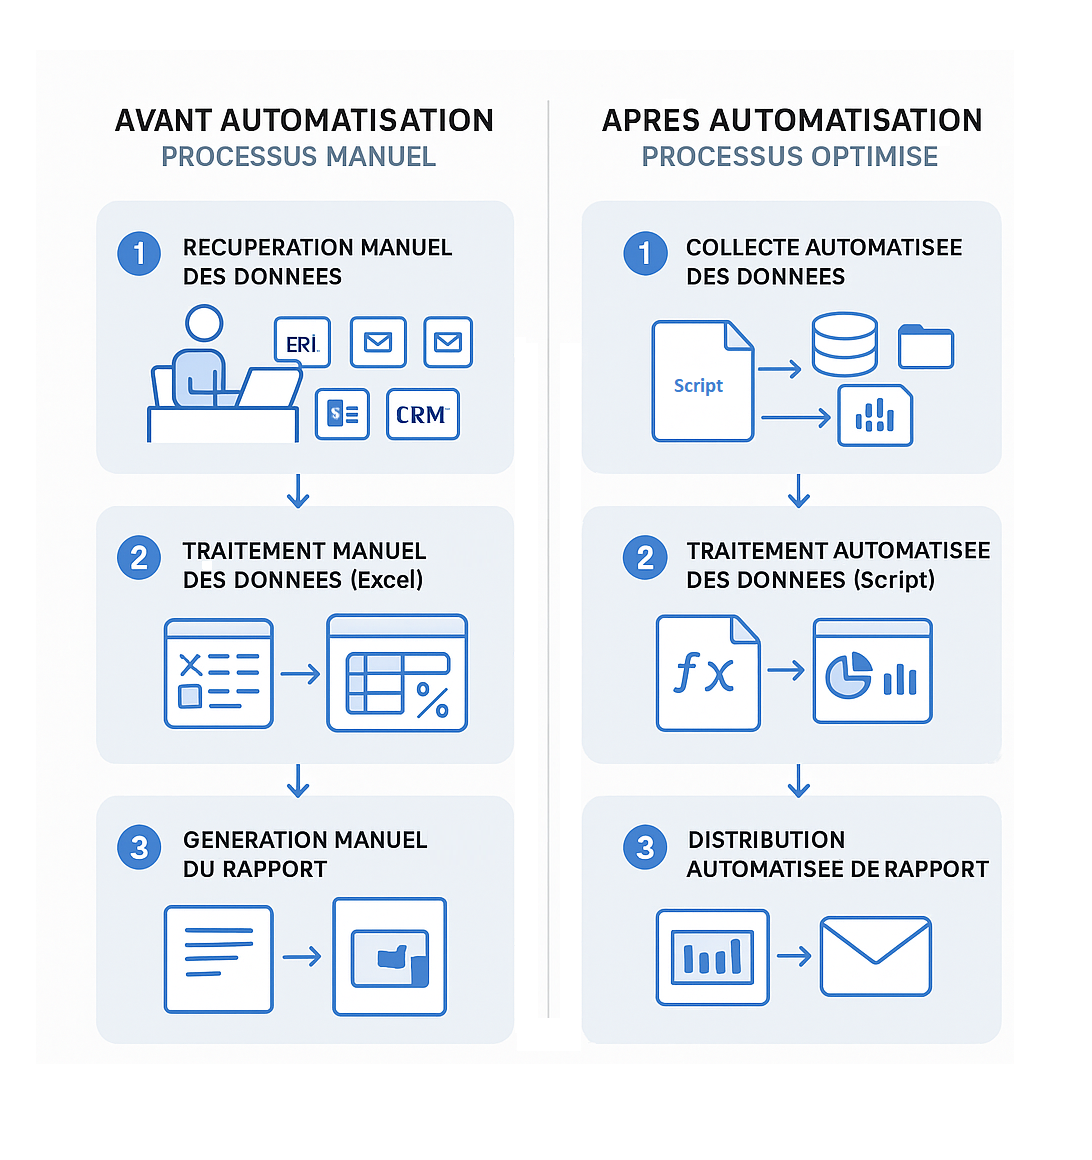 AVANT AUTOMATISATION
PROCESSUS MANUEL
1
RECUPERATION MANUEL
DES DONNEES
ERi
$
CRM
2
TRAITEMENT MANUEL
DES DONNEES (Excel)
%
3
GENERATION MANUEL
DU RAPPORT
APRES AUTOMATISATION
PROCESSUS OPTIMISE
1
COLLECTE AUTOMATISEE
DES DONNEES
Script
2
TRAITEMENT AUTOMATISEE
DES DONNEES (Script)
fx
3
DISTRIBUTION
AUTOMATISEE DE RAPPORT